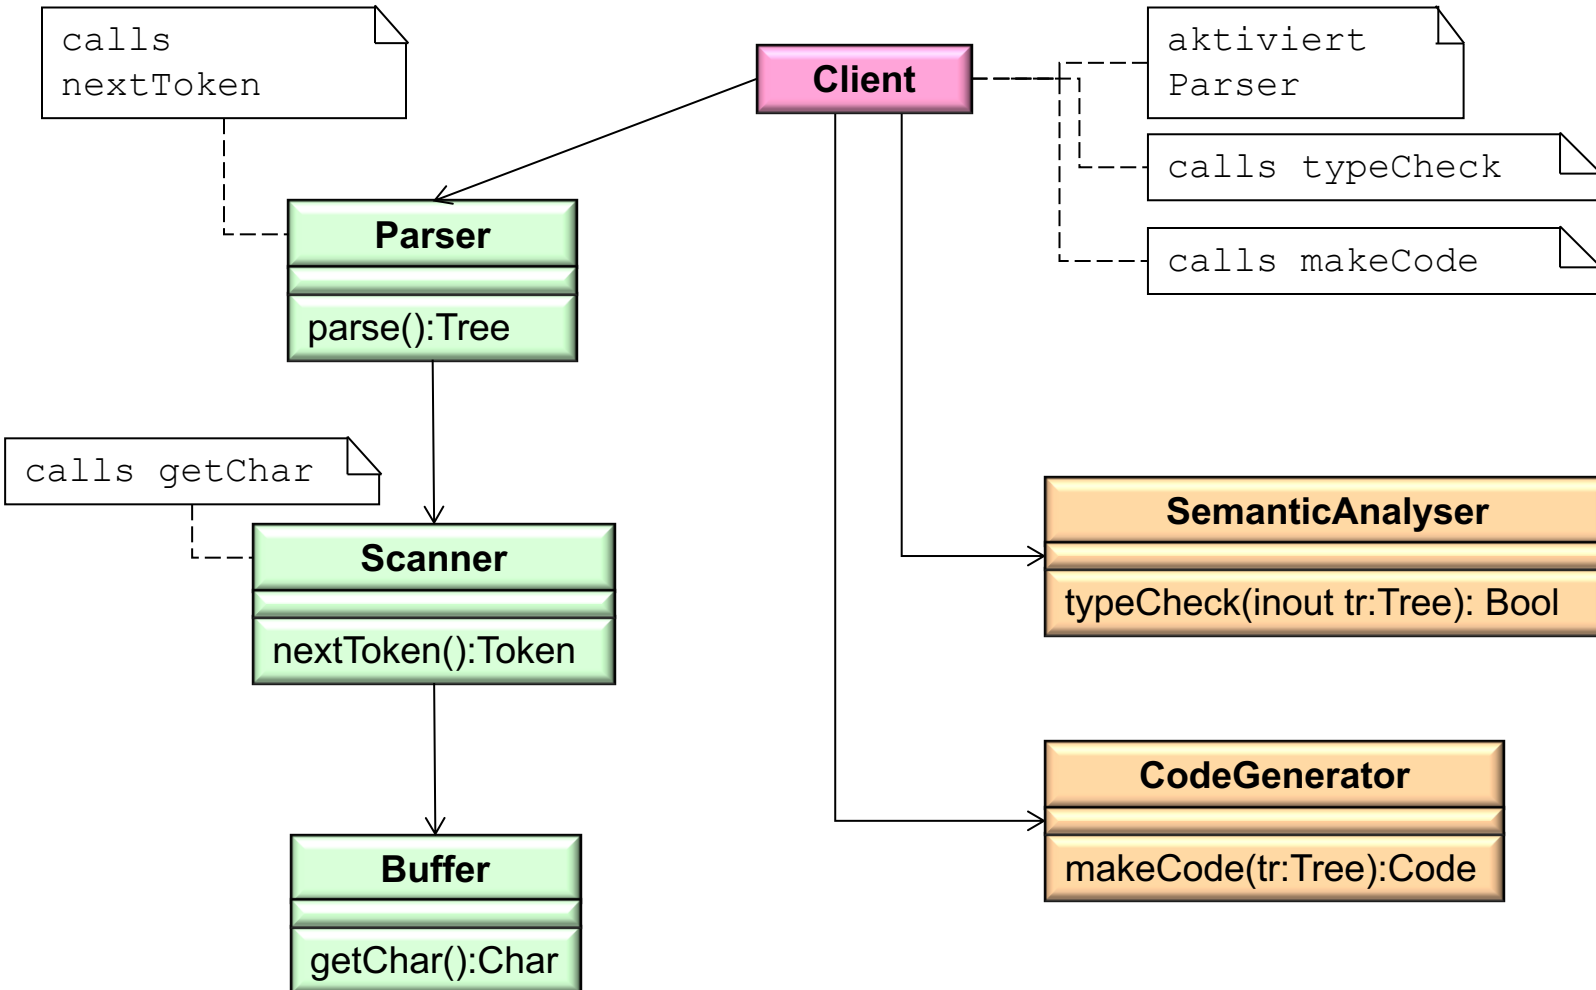 calls
nextToken
Client
aktiviert
Parser
calls typeCheck
calls makeCode
Parser
parse():Tree
calls getChar
Scanner
nextToken():Token
SemanticAnalyser
typeCheck(inout tr:Tree): Bool
CodeGenerator
makeCode(tr:Tree):Code
Buffer
getChar():Char